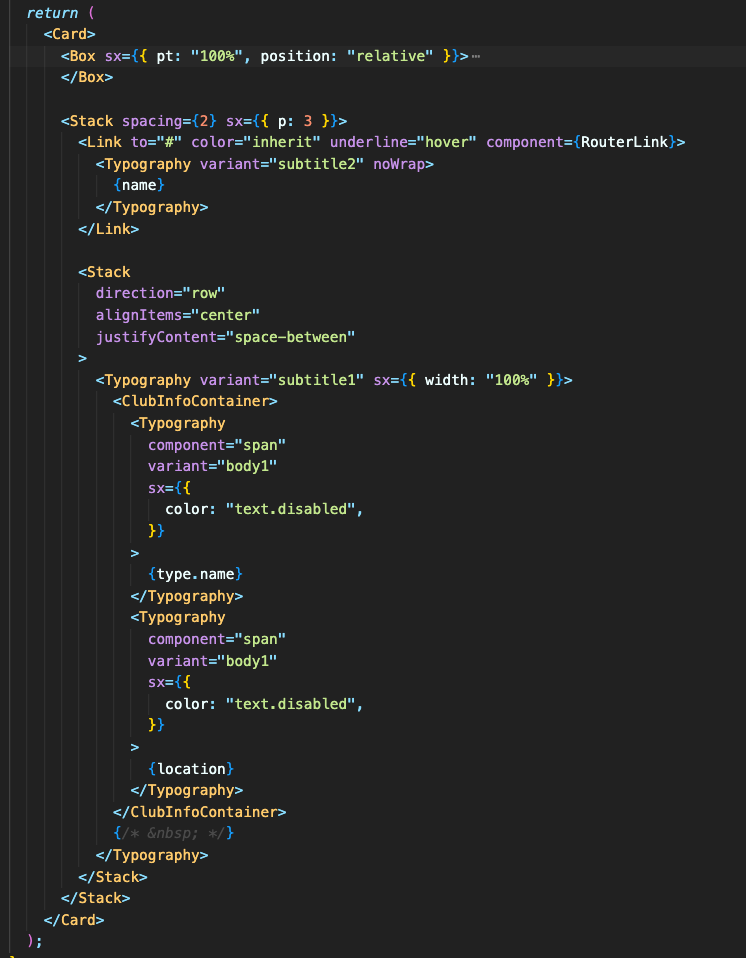 return (
  <Card>
    <Box sx={{ pt: "100%", position: "relative" }}>⋯
    </Box>

    <Stack spacing={2} sx={{ p: 3 }}>
      <Link to="#" color="inherit" underline="hover" component={RouterLink}>
        <Typography variant="subtitle2" noWrap>
          {name}
        </Typography>
      </Link>

      <Stack
        direction="row"
        alignItems="center"
        justifyContent="space-between"
      >
        <Typography variant="subtitle1" sx={{ width: "100%" }}>
          <ClubInfoContainer>
            <Typography
              component="span"
              variant="body1"
              sx={{
                color: "text.disabled",
              }}
            >
              {type.name}
            </Typography>
            <Typography
              component="span"
              variant="body1"
              sx={{
                color: "text.disabled",
              }}
            >
              {location}
            </Typography>
          </ClubInfoContainer>
          {/* &nbsp; */}
        </Typography>
      </Stack>
    </Stack>
  </Card>
);